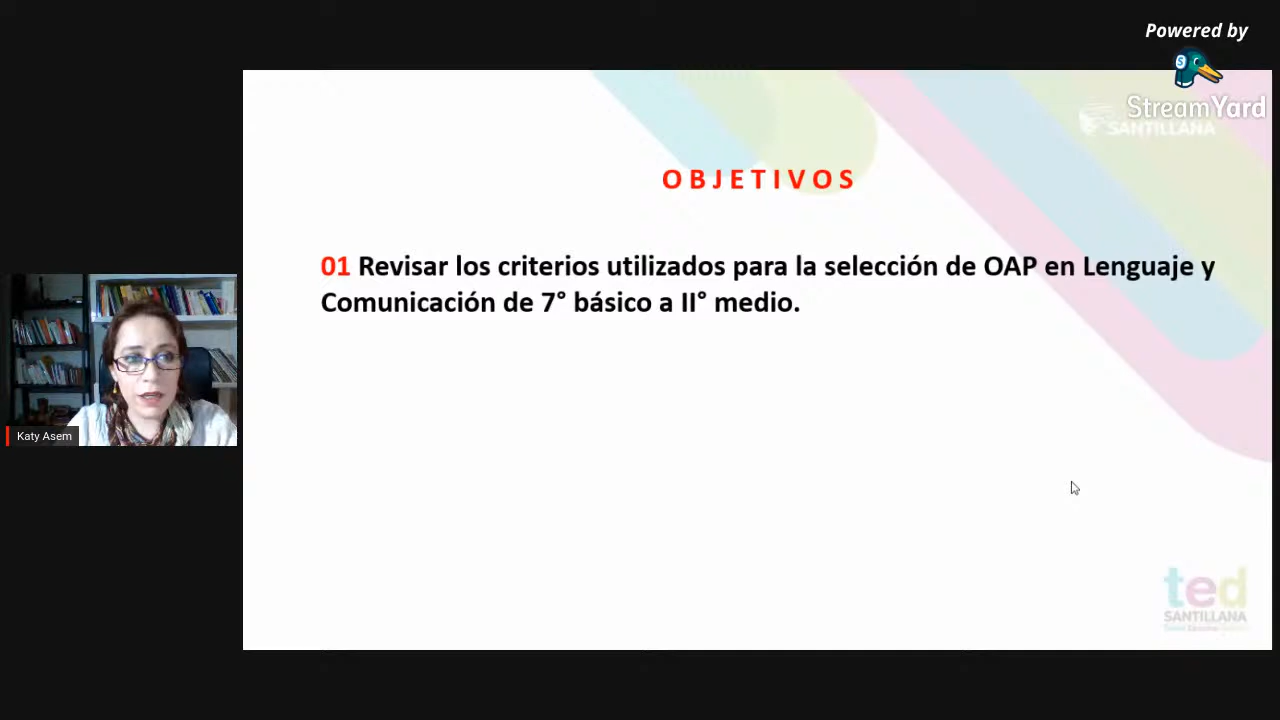 Powered by
StreamYard
SANTILLANA
OBJETIVOS
01 Revisar los criterios utilizados para la selección de OAP en Lenguaje y
Comunicación de 7° básico a II° medio.
Katy Asem
ted
SANTILLANA